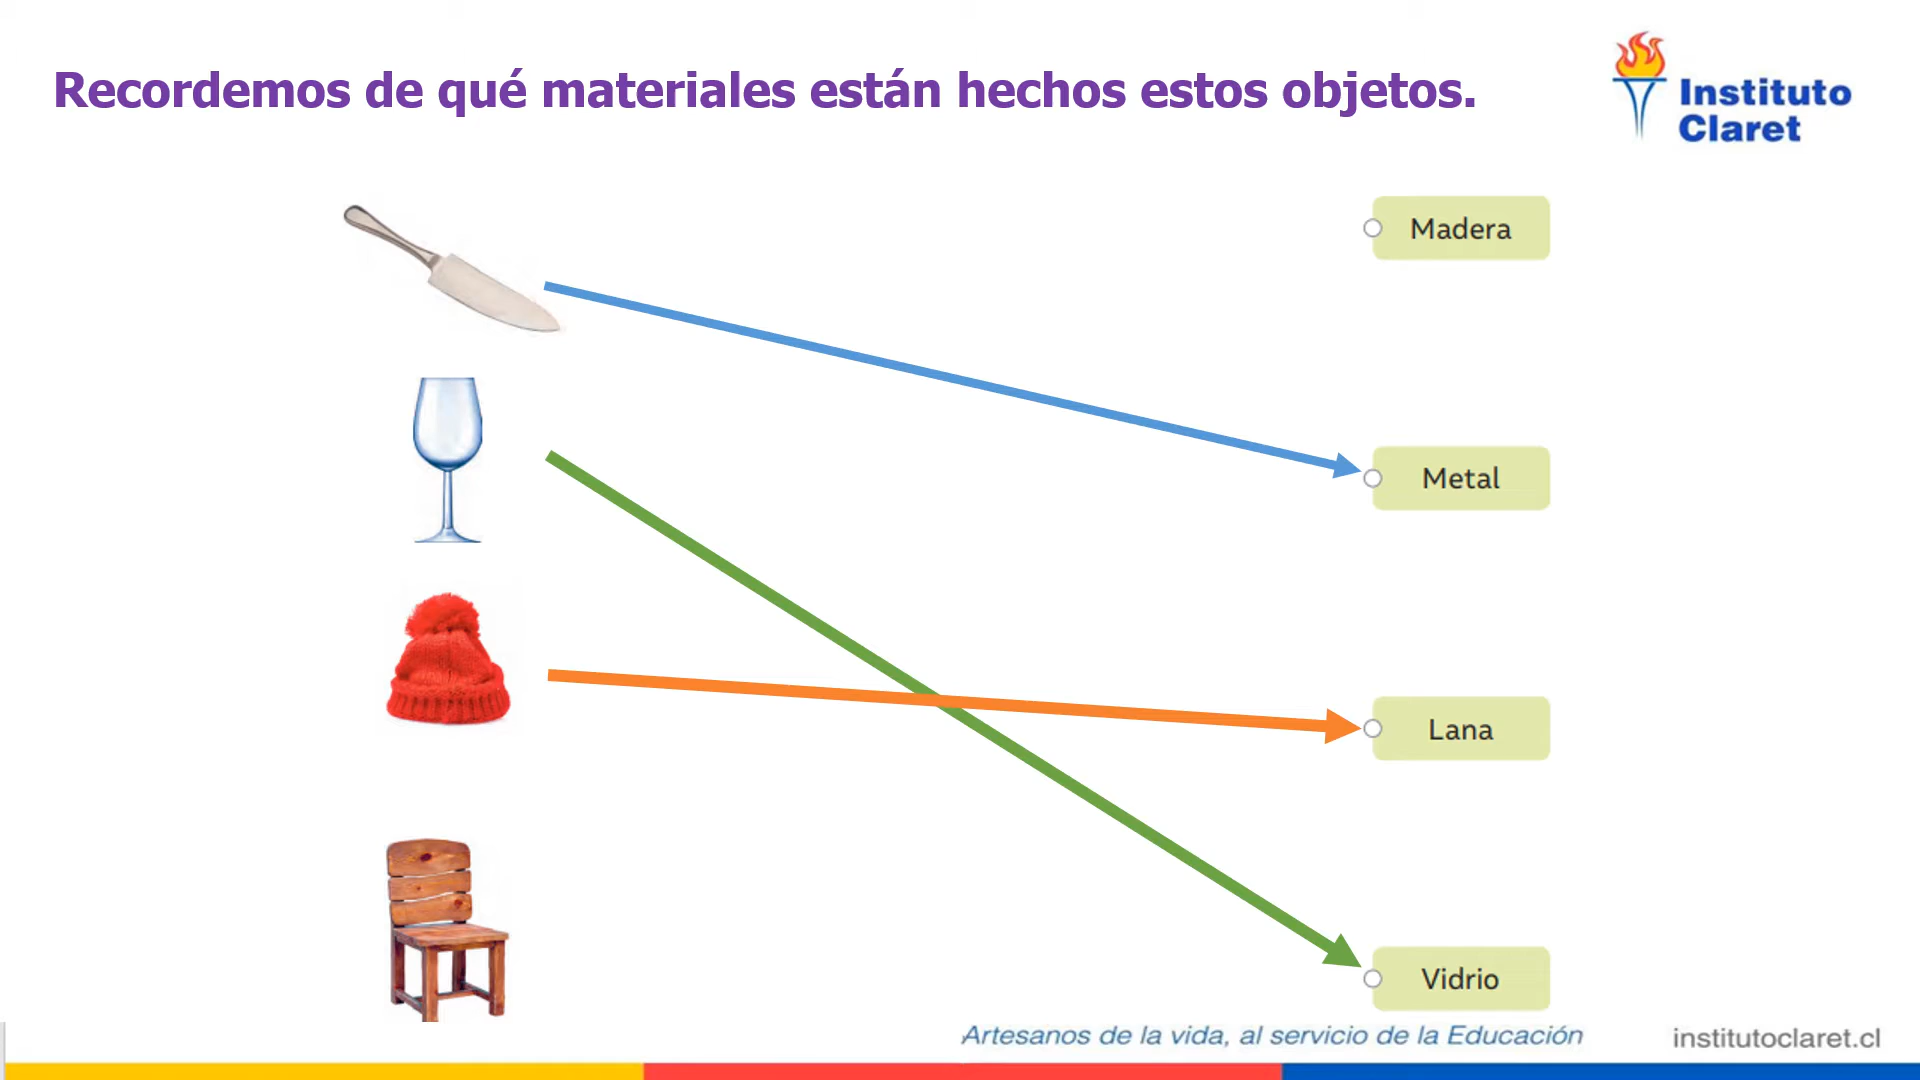 Recordemos de qué materiales están hechos estos objetos.
Instituto
Claret
Madera
Metal
Lana
Vidrio
Artesanos de la vida, al servicio de la Educación
institutoclaret.cl